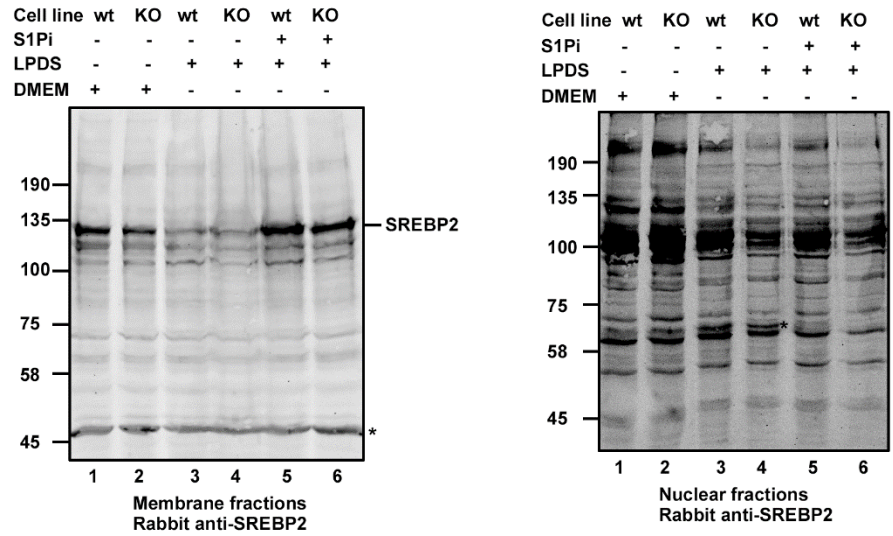 Cell line wt KO wt KO wt KO
S1Pi - - - - + +
LPDS - - + + + +
DMEM + + - - - -
190
135
100
75
58
45
SREBP2
*
1 2 3 4 5 6
Membrane fractions
Rabbit anti-SREBP2
Cell line wt KO wt KO wt KO
S1Pi - - - - + +
LPDS - - + + + +
DMEM + + - - - -
190
135
100
75
58
45
*
1 2 3 4 5 6
Nuclear fractions
Rabbit anti-SREBP2